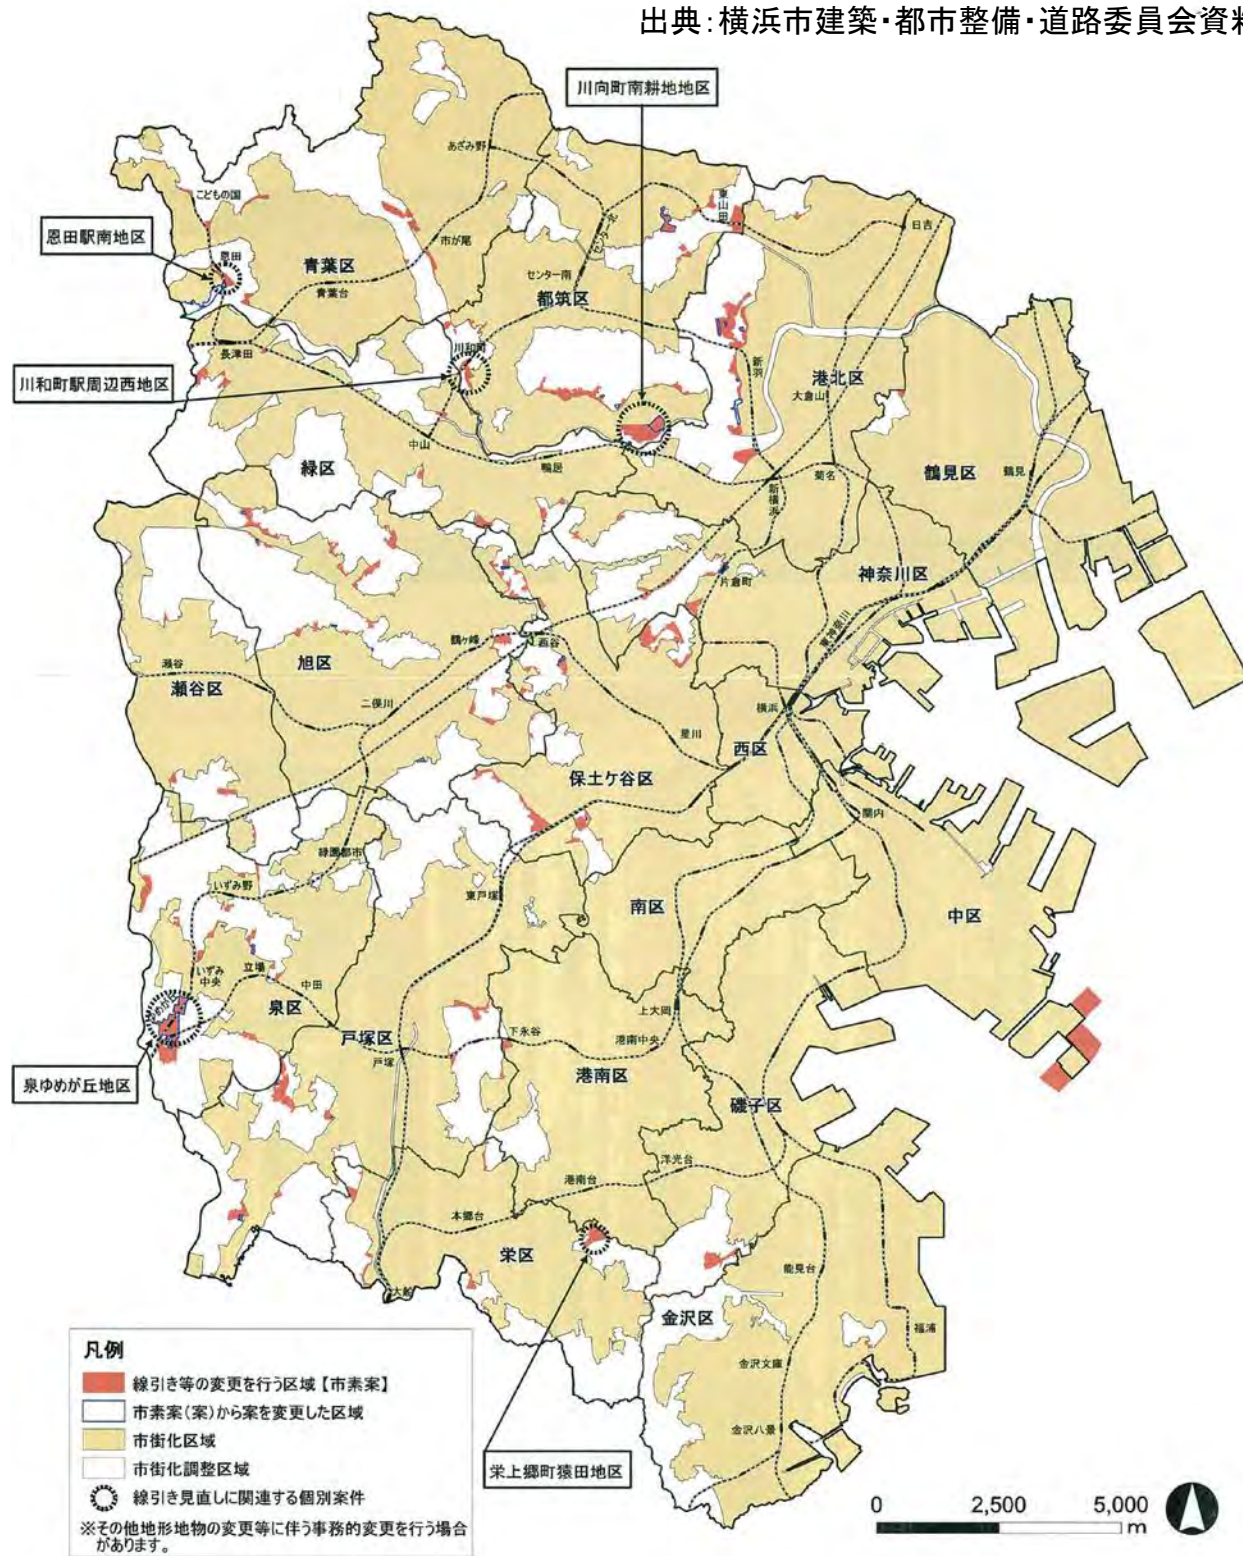 出典:横浜市建築・都市整備・道路委員会資料
川向町南耕地地区
あざみ野
こどもの国
東山田
日吉
恩田駅南地区
恩田
青葉区
市が尾
センター北
センター南
青葉台
都筑区
長津田
川和町
新羽
港北区
川和町駅周辺西地区
大倉山
中山
鴨居
緑区
菊名
鶴見区
鶴見
新横浜
片倉町
神奈川区
東神奈川
鶴ヶ峰
西谷
瀬谷
旭区
瀬谷区
二俣川
横浜
星川
西区
保土ケ谷区
関内
緑園都市
いずみ野
東戸塚
南区
中区
いずみ
中央
立場
中田
ゆめが丘
泉区
上大岡
戸塚区
下永谷
港南中央
戸塚
港南区
泉ゆめが丘地区
磯子区
洋光台
港南台
本郷台
栄区
能見台
大船
金沢区
福浦
金沢文庫
金沢八景
栄上郷町猿田地区
凡例
線引き等の変更を行う区域【市素案】
市素案(案)から案を変更した区域
市街化区域
市街化調整区域
線引き見直しに関連する個別案件
※その他地形地物の変更等に伴う事務的変更を行う場合
があります。
0 2,500 5,000
m